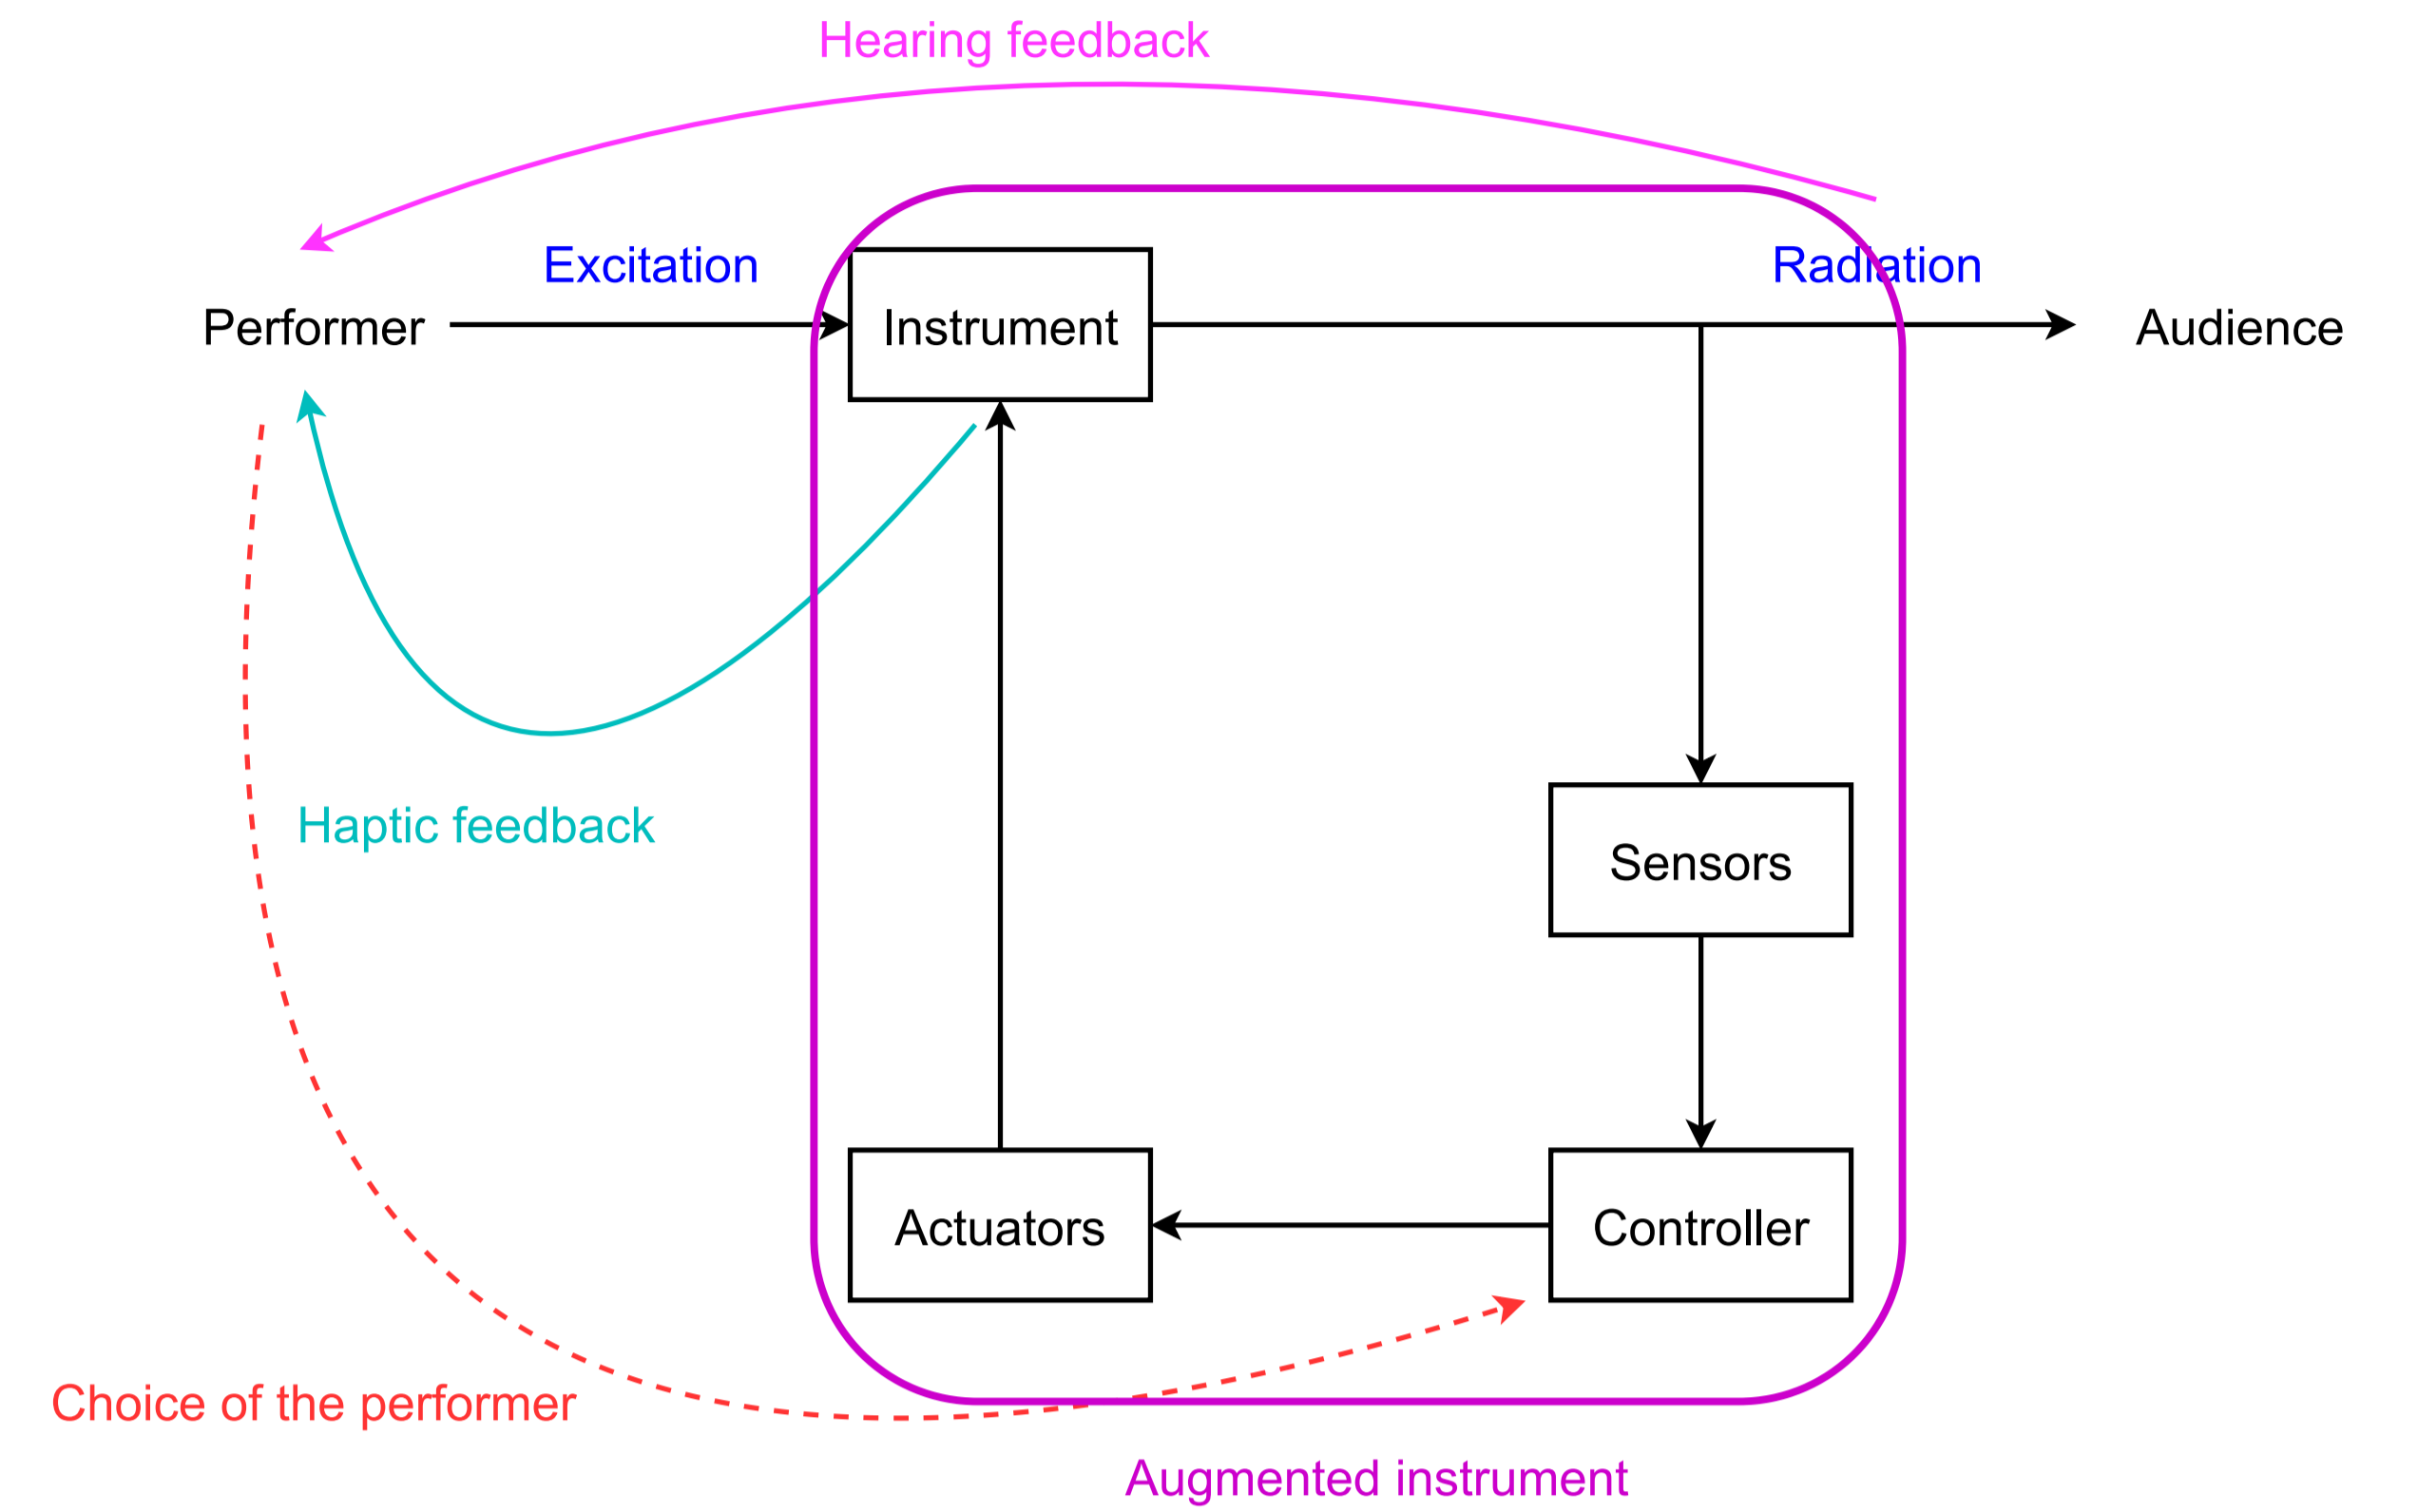 Hearing feedback
Excitation
Radiation
Performer
Instrument
Audience
Haptic feedback
Sensors
Actuators
Controller
Choice of the performer
Augmented instrument